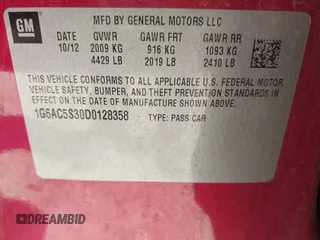 GM
MFD BY GENERAL MOTORS LLC
10/12 GVWR GAWR FRT GAWR RR
2009 KG 916 KG 1093 KG
4429 LB 2019 LB 2410 LB
THIS VEHICLE CONFORMS TO ALL APPLICABLE U.S. FEDERAL MOTOR
VEHICLE SAFETY, BUMPER, AND THEFT PREVENTION STANDARDS
IN EFFECT ON THE DATE OF MANUFACTURE SHOWN ABOVE.
1G6AC5S30D0128358 TYPE: PASS CAR
DREAMBID